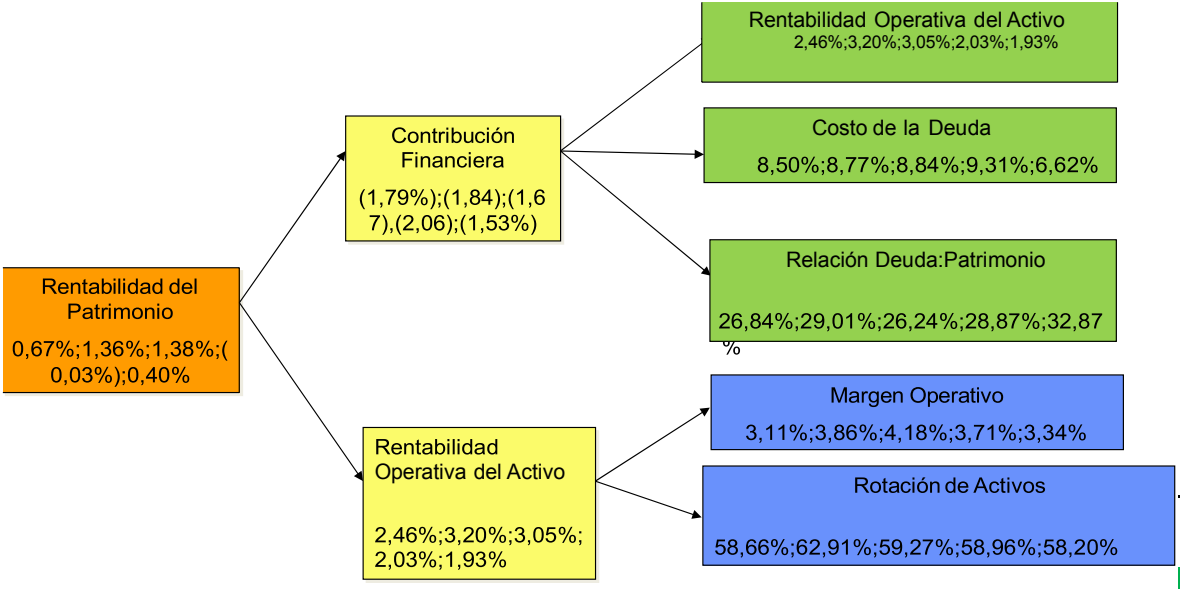 Rentabilidad Operativa del Activo
2,46%;3,20%;3,05%;2,03%;1,93%
Contribución
Financiera
(1,79%);(1,84);(1,6
7),(2,06);(1,53%)
Costo de la Deuda
8,50%;8,77%;8,84%;9,31%;6,62%
Relación Deuda:Patrimonio
26,84%;29,01%;26,24%;28,87%;32,87
%
Rentabilidad del
Patrimonio
0,67%;1,36%;1,38%;(
0,03%);0,40%
Rentabilidad
Operativa del Activo
2,46%;3,20%;3,05%;
2,03%;1,93%
Margen Operativo
3,11%;3,86%;4,18%;3,71%;3,34%
Rotación de Activos
58,66%;62,91%;59,27%;58,96%;58,20%